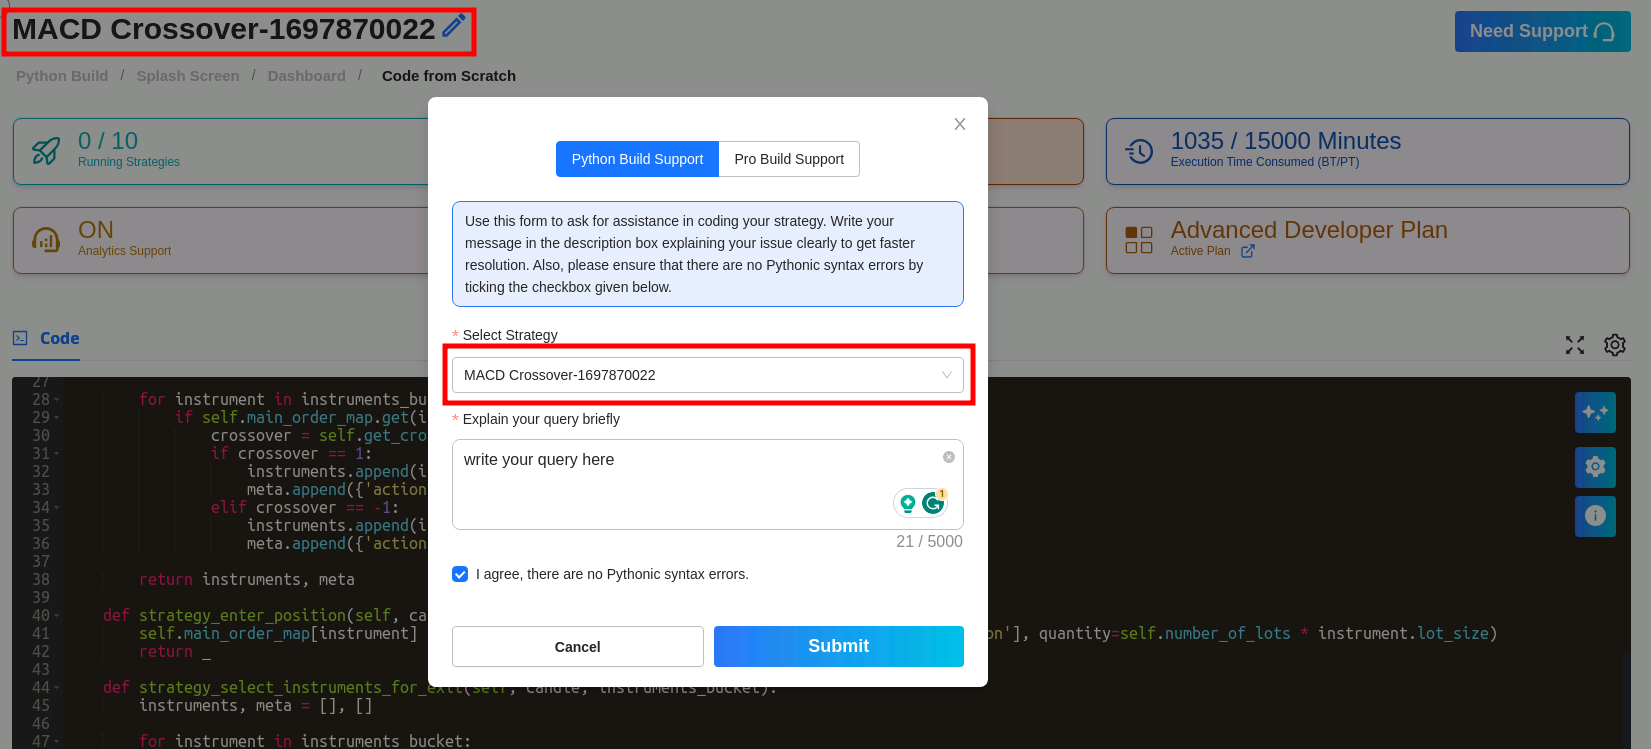 MACD Crossover-1697870022
Need Support
Python Build / Splash Screen / Dashboard / Code from Scratch
0 / 10
Running Strategies
1035 / 15000 Minutes
Execution Time Consumed (BT/PT)
ON
Analytics Support
Advanced Developer Plan
Active Plan
Python Build Support
Pro Build Support
Use this form to ask for assistance in coding your strategy. Write your
message in the description box explaining your issue clearly to get faster
resolution. Also, please ensure that there are no Pythonic syntax errors by
ticking the checkbox given below.
* Select Strategy
MACD Crossover-1697870022
* Explain your query briefly
write your query here
1
21 / 5000
I agree, there are no Pythonic syntax errors.
Cancel
Submit
Code
27
28 for instrument in instruments_bu
29 if self.main_order_map.get(i
30 crossover = self.get_cro
31 if crossover == 1:
32 instruments.append(i
33 meta.append({'action
34 elif crossover == -1:
35 instruments.append(i
36 meta.append({'action
37
38 return instruments, meta
39
40 def strategy_enter_position(self, ca
41 self.main_order_map[instrument] on'], quantity=self.number_of_lots * instrument.lot_size)
42 return _
43
44 def strategy_select_instruments_for_exit(self, candle, instruments_bucket):
45 instruments, meta = [], []
46
47 for instrument in instruments_bucket: